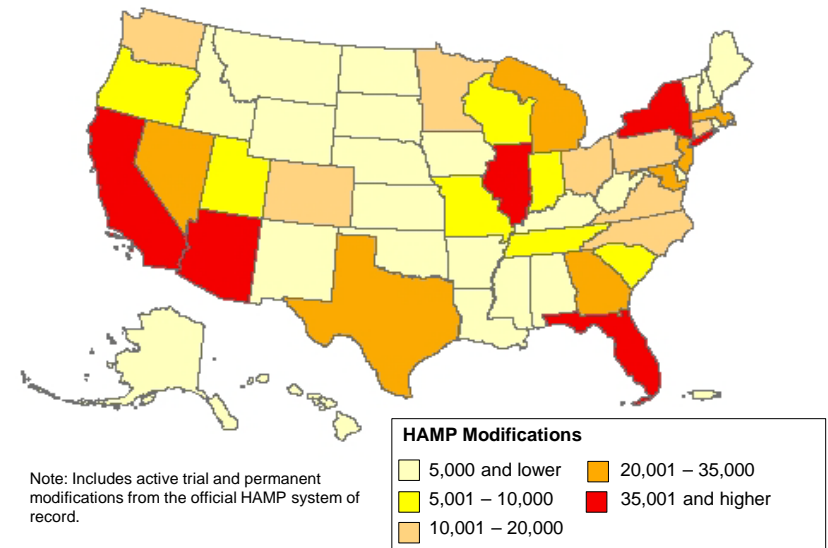 HAMP Modifications
5,000 and lower
5,001 – 10,000
10,001 – 20,000
20,001 – 35,000
35,001 and higher
Note: Includes active trial and permanent
modifications from the official HAMP system of
record.